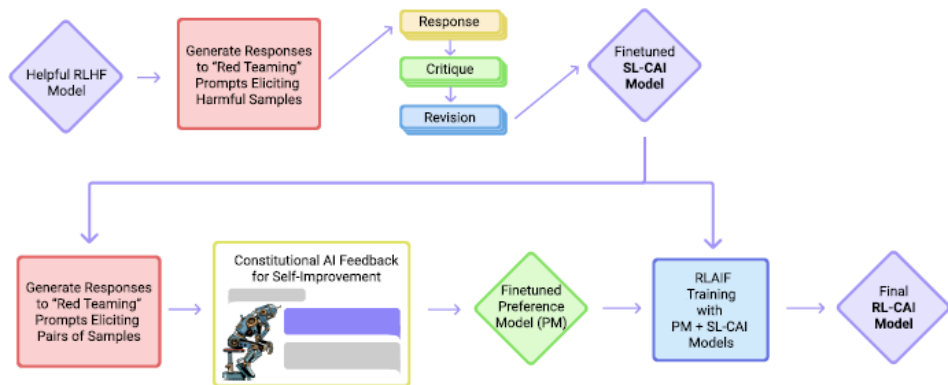 Helpful RLHF
Model
Generate Responses
to “Red Teaming”
Prompts Eliciting
Harmful Samples
Response
Critique
Revision
Finetuned
SL-CAI
Model
Generate Responses
to “Red Teaming”
Prompts Eliciting
Pairs of Samples
Constitutional AI Feedback
for Self-Improvement
Finetuned
Preference
Model (PM)
RLAIF
Training
with
PM + SL-CAI
Models
Final
RL-CAI
Model